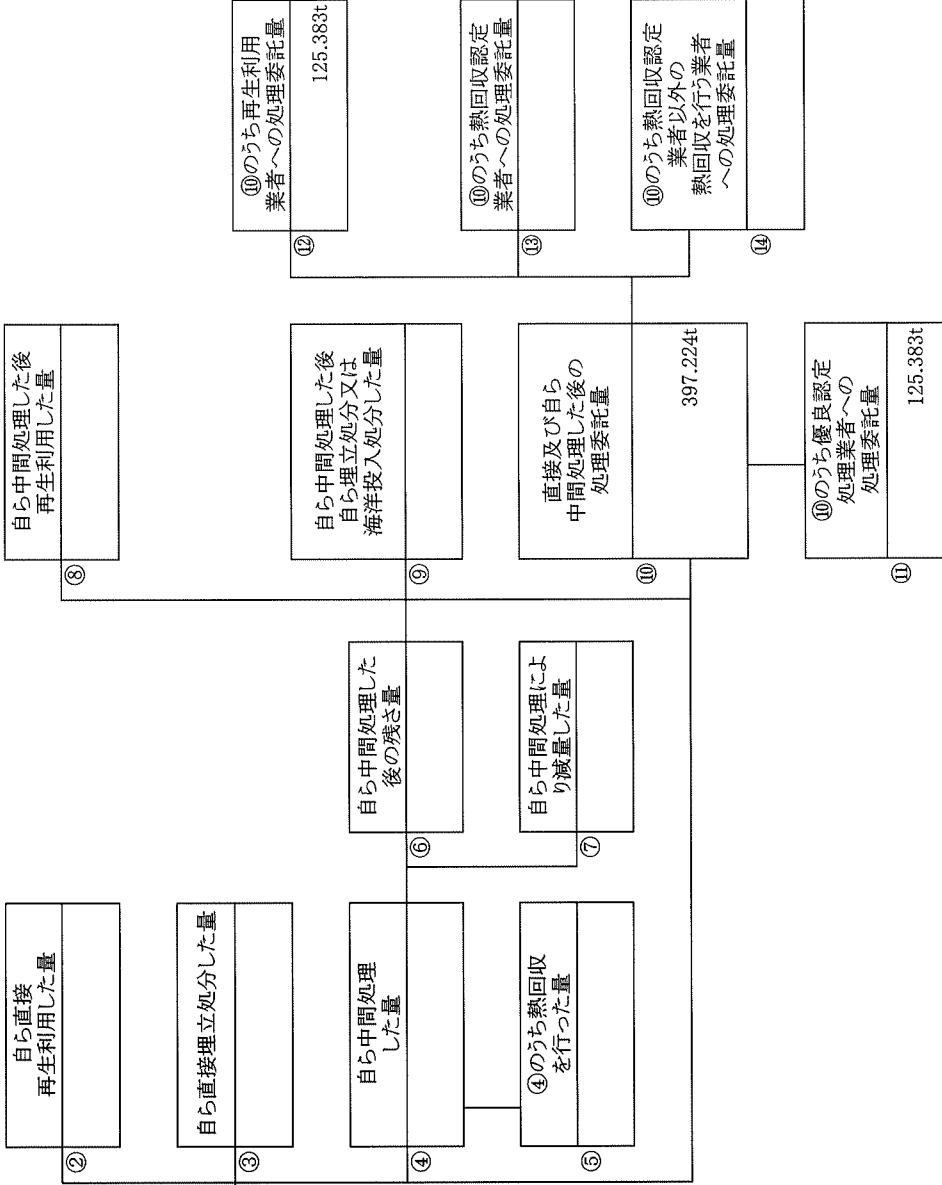 ②
自ら直接
再生利用した量
③
自ら直接埋立処分した量
④
自ら中間処理
した量
⑤
④のうち熱回収
を行った量
⑥
自ら中間処理した
後の残さ量
⑦
自ら中間処理によ
り減量した量
⑧
自ら中間処理した後
再生利用した量
⑨
自ら中間処理した後
自ら埋立処分又は
海洋投入処分した量
⑩
直接及び自ら
中間処理した後の
処理委託量
397.224t
⑪
⑩のうち優良認定
処理業者への
処理委託量
125.383t
⑫
⑩のうち再生利用
業者への処理委託量
125.383t
⑬
⑩のうち熱回収認定
業者への処理委託量
⑭
⑩のうち熱回収認定
業者以外の
熱回収を行う業者
への処理委託量